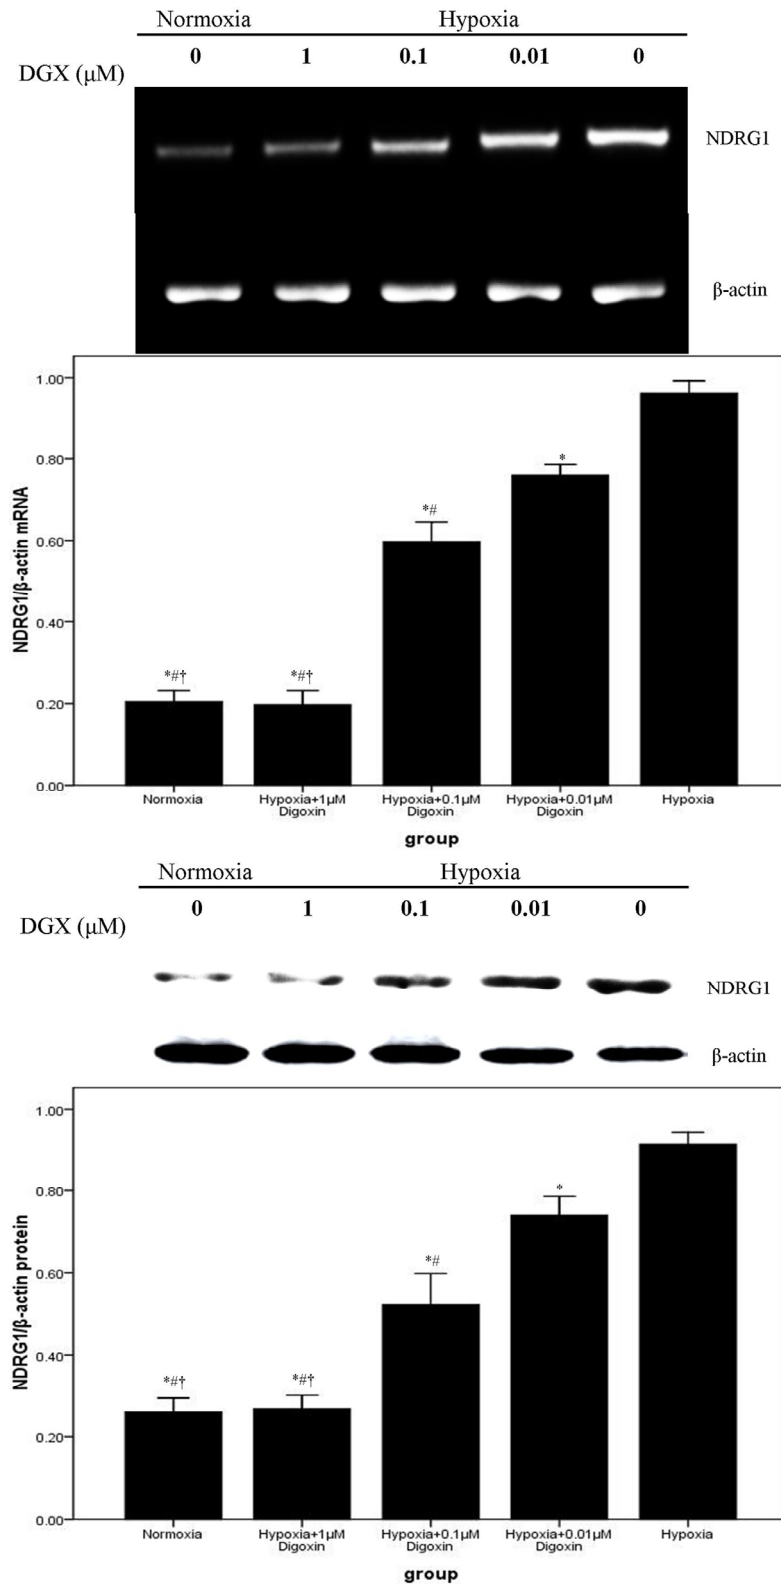 Normoxia Hypoxia
DGX (μM) 0 1 0.1 0.01 0
NDRG1
β-actin
NDRG1/β-actin mRNA
1.00
0.80
0.60
0.40
0.20
0.00
*#† *#† *# *
Normoxia Hypoxia+1μM Hypoxia+0.1μM Hypoxia+0.01μM Hypoxia
Digoxin Digoxin Digoxin
group
Normoxia Hypoxia
DGX (μM) 0 1 0.1 0.01 0
NDRG1
β-actin
NDRG1/β-actin protein
1.00
0.80
0.60
0.40
0.20
0.00
*#† *#† *# *
Normoxia Hypoxia+1μM Hypoxia+0.1μM Hypoxia+0.01μM Hypoxia
Digoxin Digoxin Digoxin
group